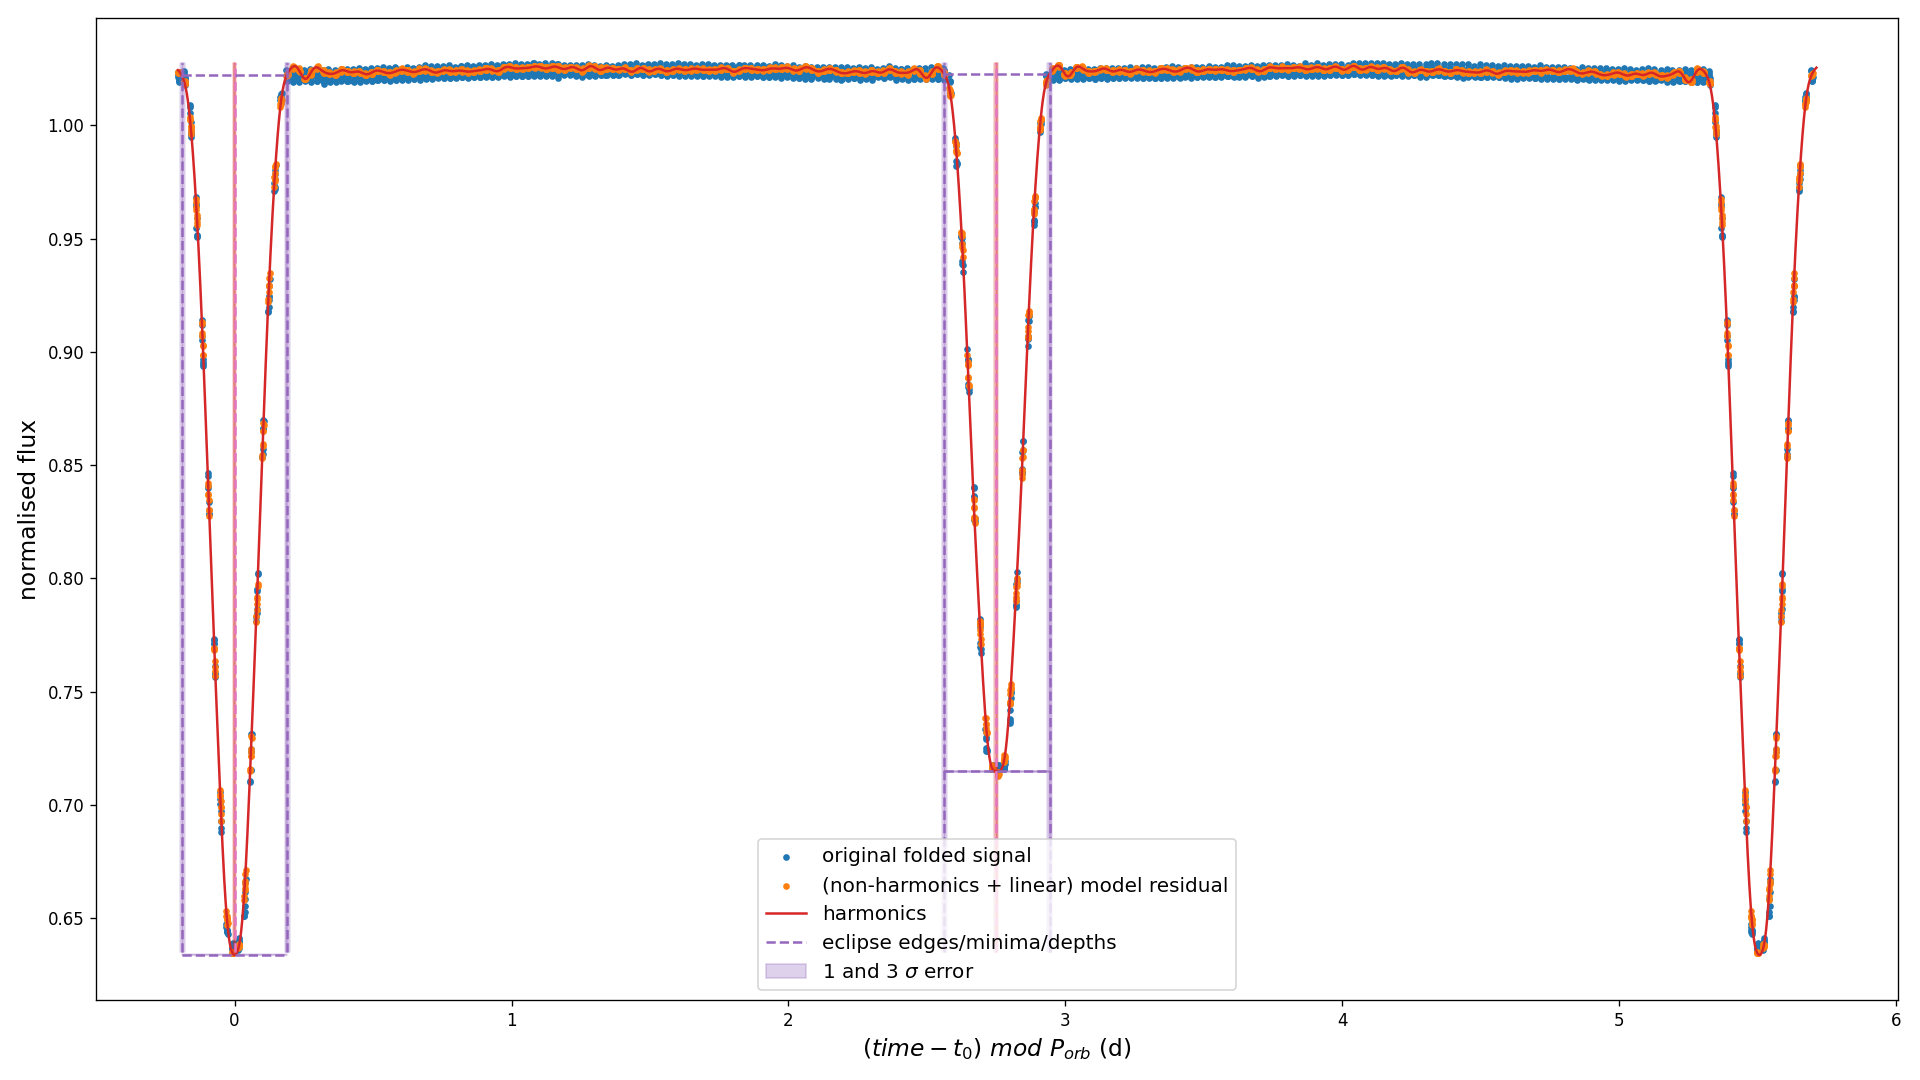 normalised flux
1.00
0.95
0.90
0.85
0.80
0.75
0.70
0.65
original folded signal
(non-harmonics + linear) model residual
harmonics
eclipse edges/minima/depths
1 and 3 σ error
0 1 2 3 4 5 6
(time − t₀) mod Pₒᵣb (d)